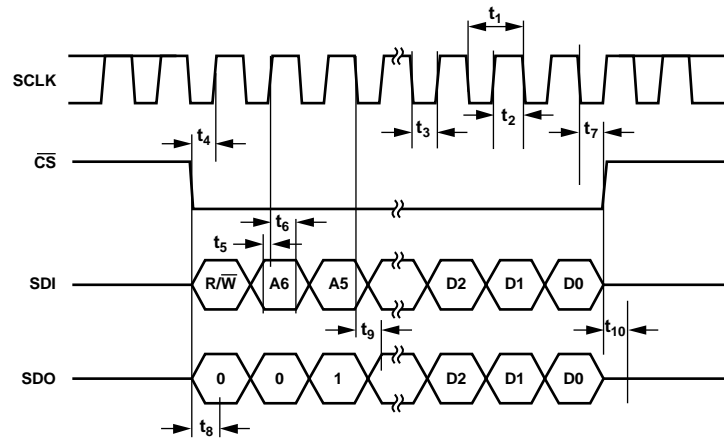 t1
SCLK
t3
t2
t7
t4
CS
t6
t5
SDI
R/W
A6
A5
D2
D1
D0
t9
t10
SDO
0
0
1
D2
D1
D0
t8